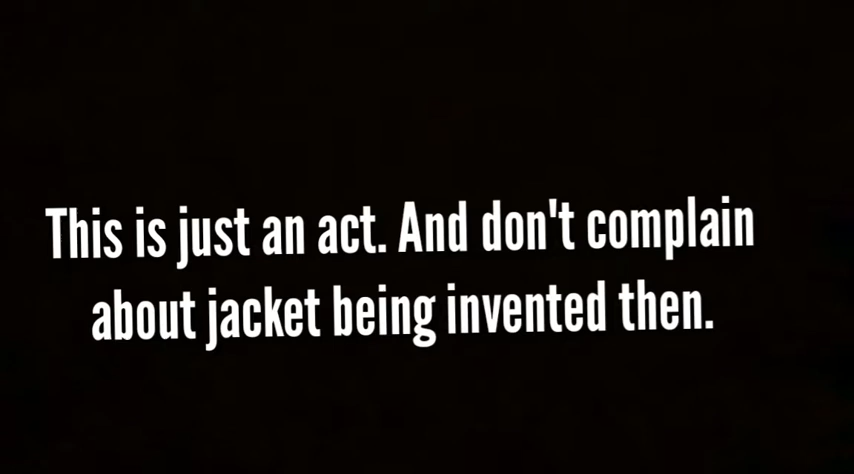 This is just an act. And don't complain
about jacket being invented then.